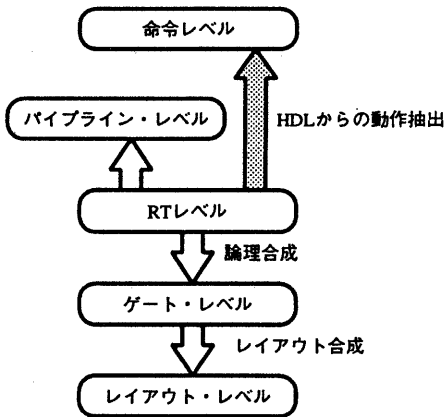 命令レベル
HDLからの動作抽出
パイプライン・レベル
RTレベル
論理合成
ゲート・レベル
レイアウト合成
レイアウト・レベル